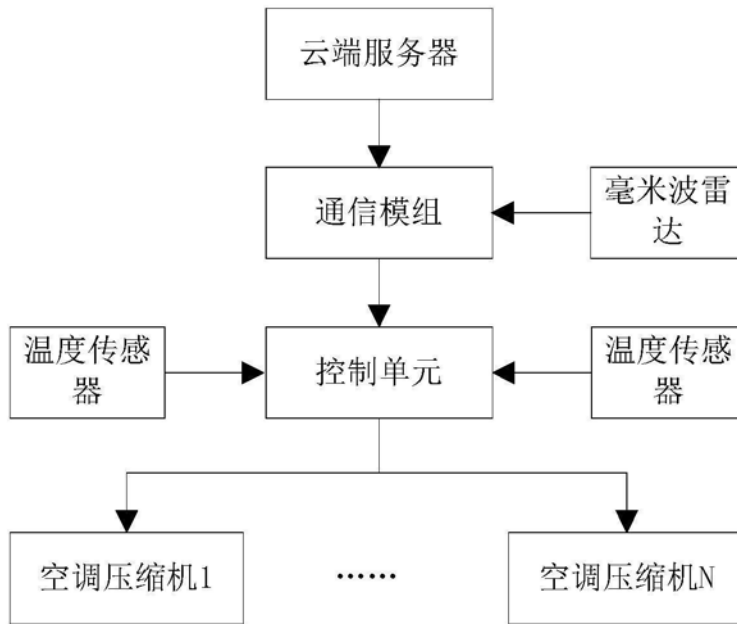 云端服务器
通信模组
毫米波雷
达
温度传感
器
控制单元
温度传感
器
空调压缩机1
……
空调压缩机N